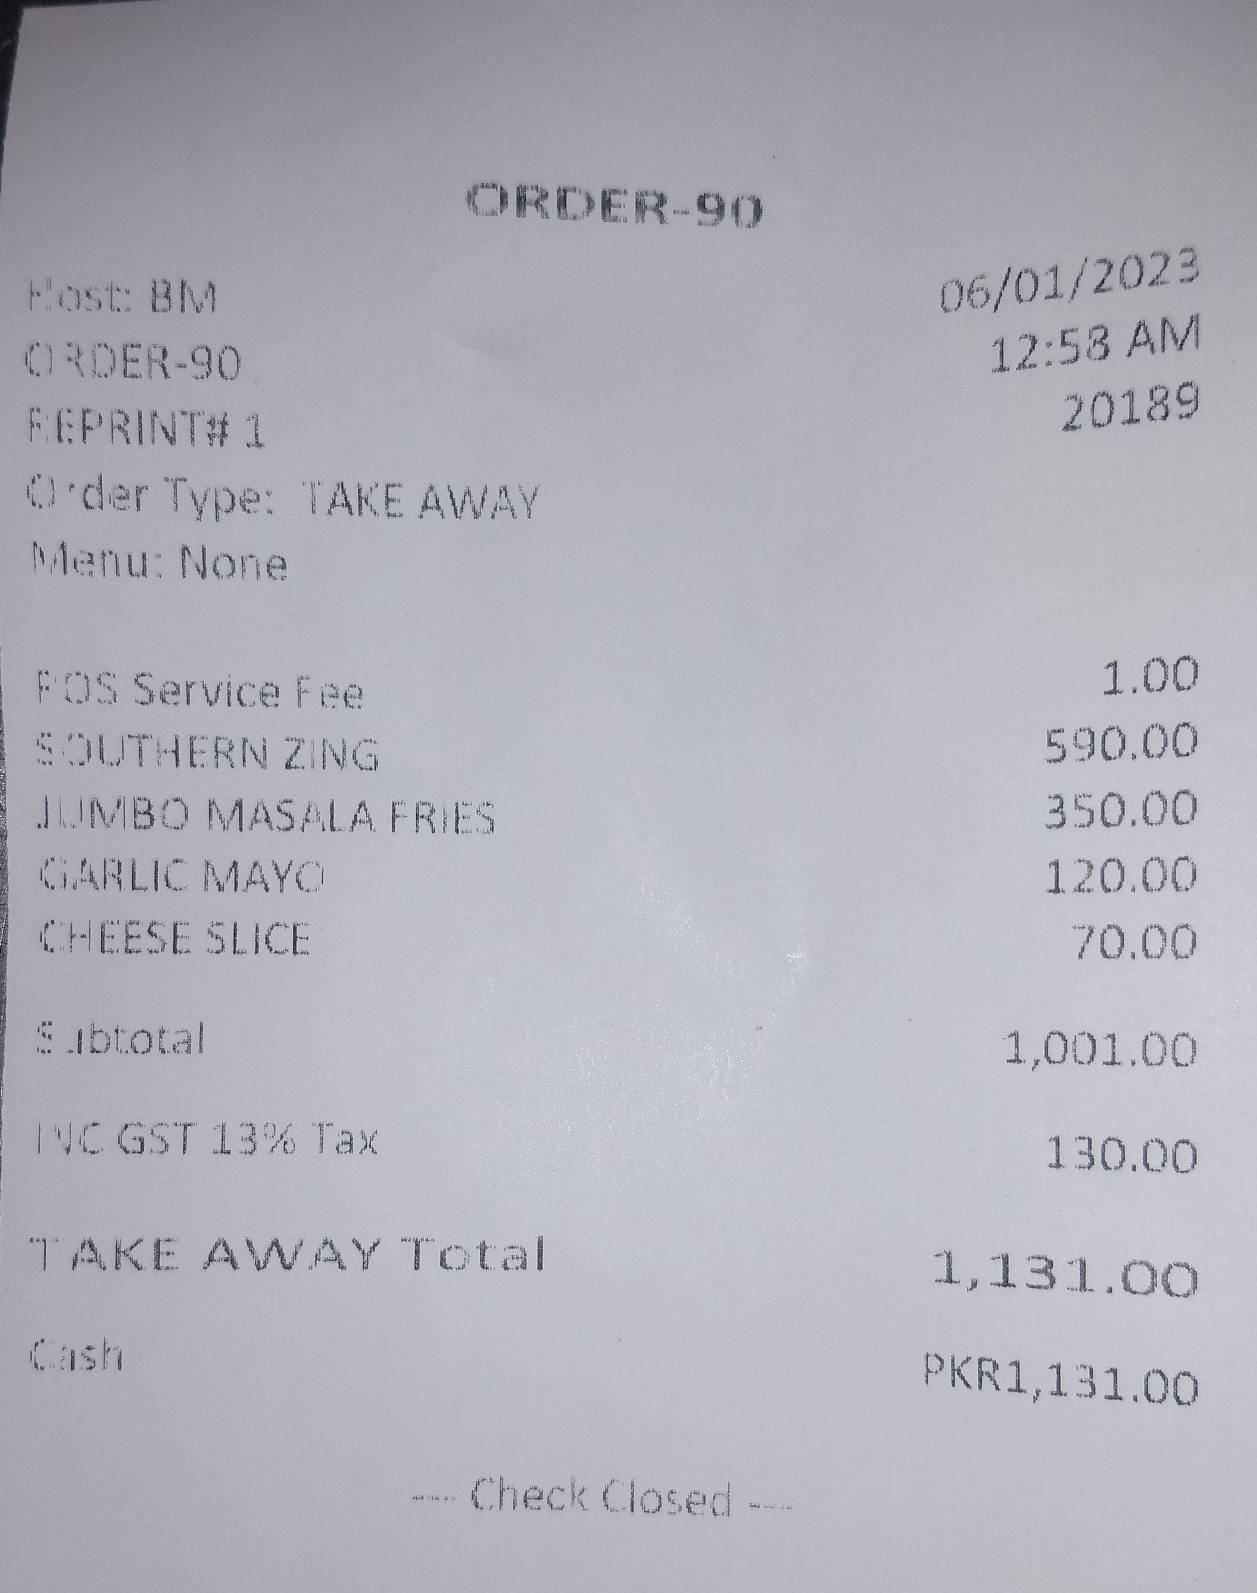 ORDER-90
Host: BM 06/01/2023
ORDER-90 12:58 AM
REPRINT# 1 20189
Order Type: TAKE AWAY
Menu: None
POS Service Fee 1.00
SOUTHERN ZING 590.00
JUMBO MASALA FRIES 350.00
GARLIC MAYO 120.00
CHEESE SLICE 70.00
Subtotal 1,001.00
INC GST 13% Tax 130.00
TAKE AWAY Total 1,131.00
Cash PKR1,131.00
--- Check Closed ---